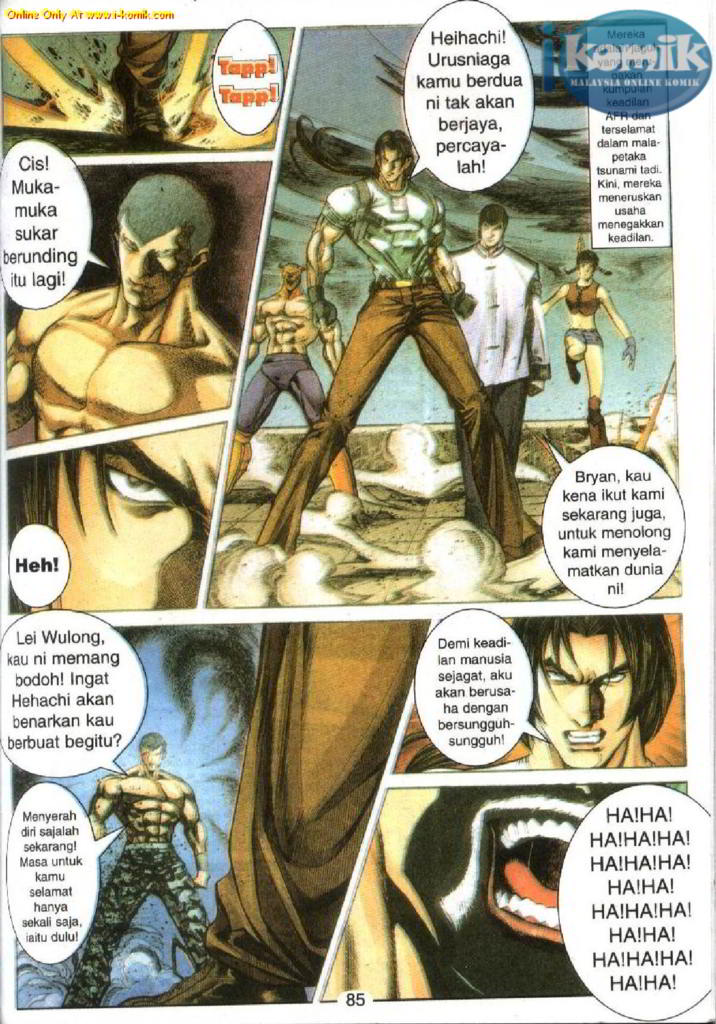 Online Only At www.i-komik.com
Tapp!
Tapp!
Heihachi!
Urusniaga
kamu berdua
ni tak akan
berjaya,
percaya-
lah!
ikomik
MALAYSIA ONLINE KOMIK
Mereka
yang
kumpulan
keadilan
AFR dan
terselamat
dalam mala-
petaka
tsunami tadi.
Kini, mereka
meneruskan
usaha
menegakkan
keadilan.
Cis!
Muka-
muka
sukar
berunding
itu lagi!
Heh!
Bryan, kau
kena ikut kami
sekarang juga,
untuk menolong
kami menyela-
matkan dunia
ni!
Lei Wulong,
kau ni memang
bodoh! Ingat
Hehachi akan
benarkan kau
berbuat begitu?
Menyerah
diri sajalah
sekarang!
Masa untuk
kamu
selamat
hanya
sekali saja,
iaitu dulu!
Demi keadi-
lan manusia
sejagat, aku
akan berusa-
ha dengan
bersungguh-
sungguh!
HA!HA!
HA!HA!HA!
HA!HA!HA!
HA!HA!
HA!HA!HA!
HA!HA!
HA!HA!HA!
HA!HA!
85